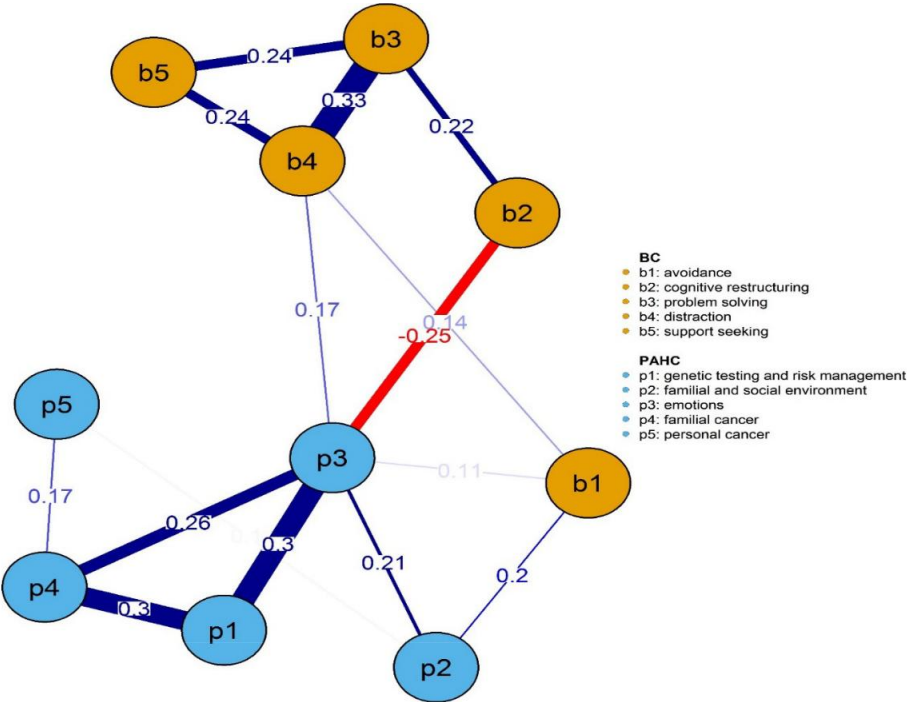 b3
b5
0.24
0.33
0.24
0.22
b4
b2
0.17
0.14
-0.25
p5
p3
0.11
b1
0.17
0.26
0.3
0.21
0.2
p4
0.3
p1
p2
BC
b1: avoidance
b2: cognitive restructuring
b3: problem solving
b4: distraction
b5: support seeking
PAHC
p1: genetic testing and risk management
p2: familial and social environment
p3: emotions
p4: familial cancer
p5: personal cancer